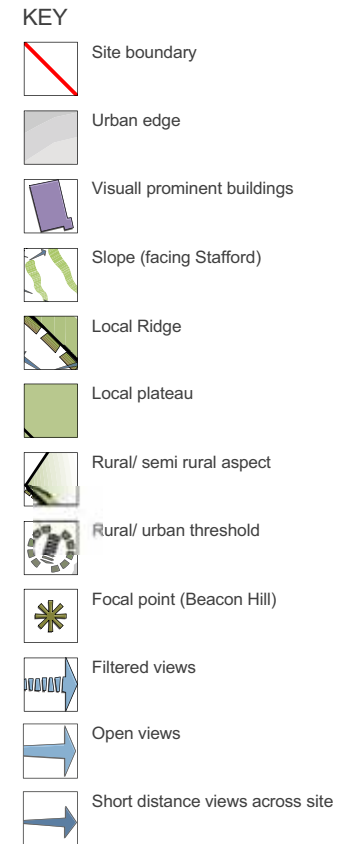 KEY
Site boundary
Urban edge
Visuall prominent buildings
Slope (facing Stafford)
Local Ridge
Local plateau
Rural/ semi rural aspect
Rural/ urban threshold
Focal point (Beacon Hill)
Filtered views
Open views
Short distance views across site